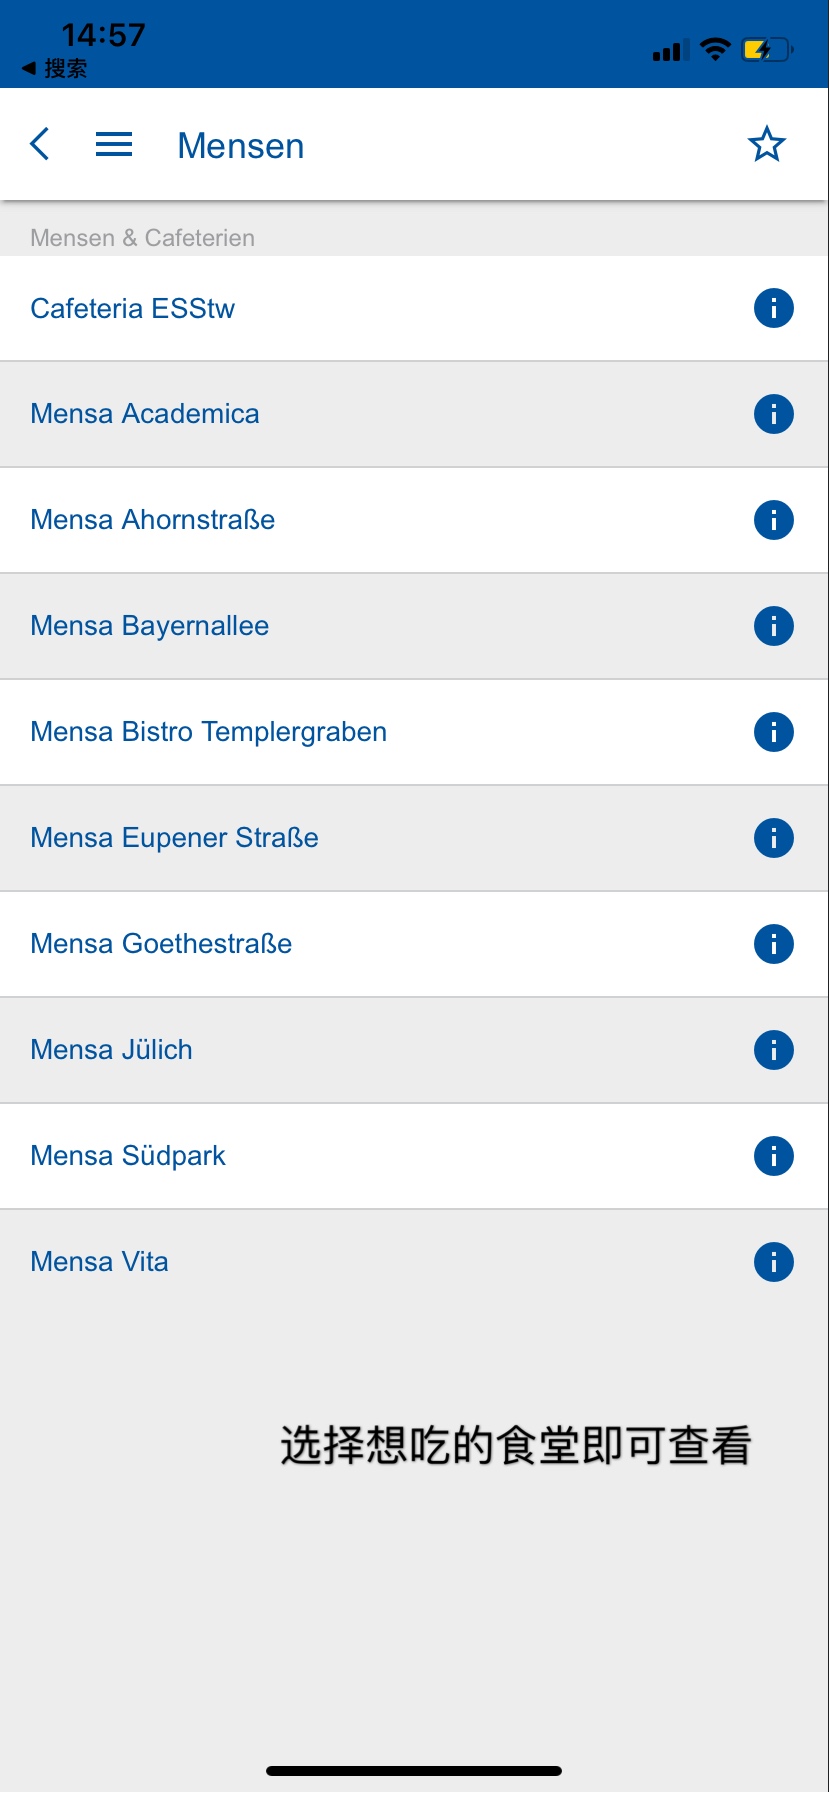 14:57
◀ 搜索
Mensen
Mensen & Cafeterien
Cafeteria ESStw
Mensa Academica
Mensa Ahornstraße
Mensa Bayernallee
Mensa Bistro Templergraben
Mensa Eupener Straße
Mensa Goethestraße
Mensa Jülich
Mensa Südpark
Mensa Vita
选择想吃的食堂即可查看